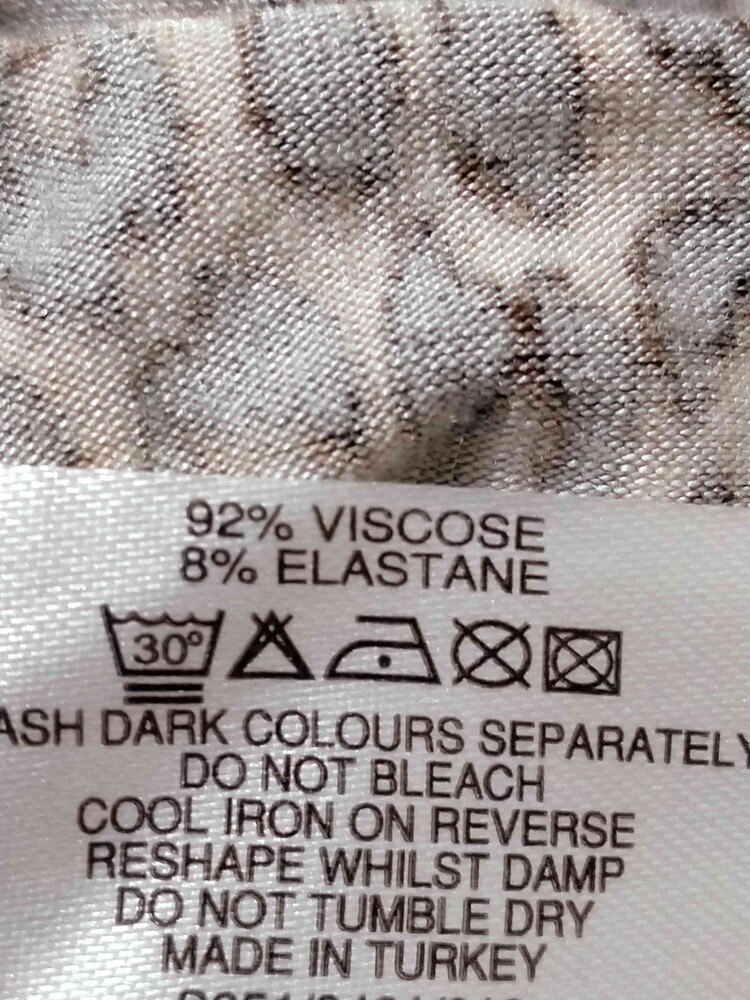 92% VISCOSE
8% ELASTANE
30°
DARK COLOURS SEPARATELY
DO NOT BLEACH
COOL IRON ON REVERSE
RESHAPE WHILST DAMP
DO NOT TUMBLE DRY
MADE IN TURKEY